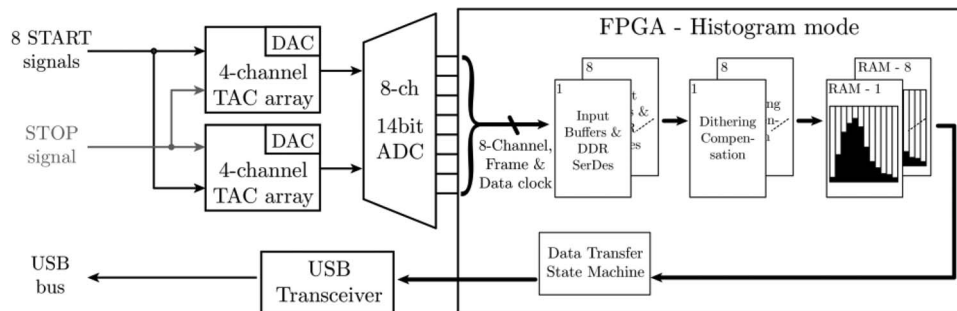 FPGA - Histogram mode
8 START
signals
STOP
signal
DAC
4-channel
TAC array
DAC
4-channel
TAC array
8-ch
14bit
ADC
8-Channel,
Frame &
Data clock
8
1
Input
Buffers &
DDR
SerDes
8
1
Dithering
Compen-
sation
RAM - 8
RAM - 1
Data Transfer
State Machine
USB
Transceiver
USB
bus